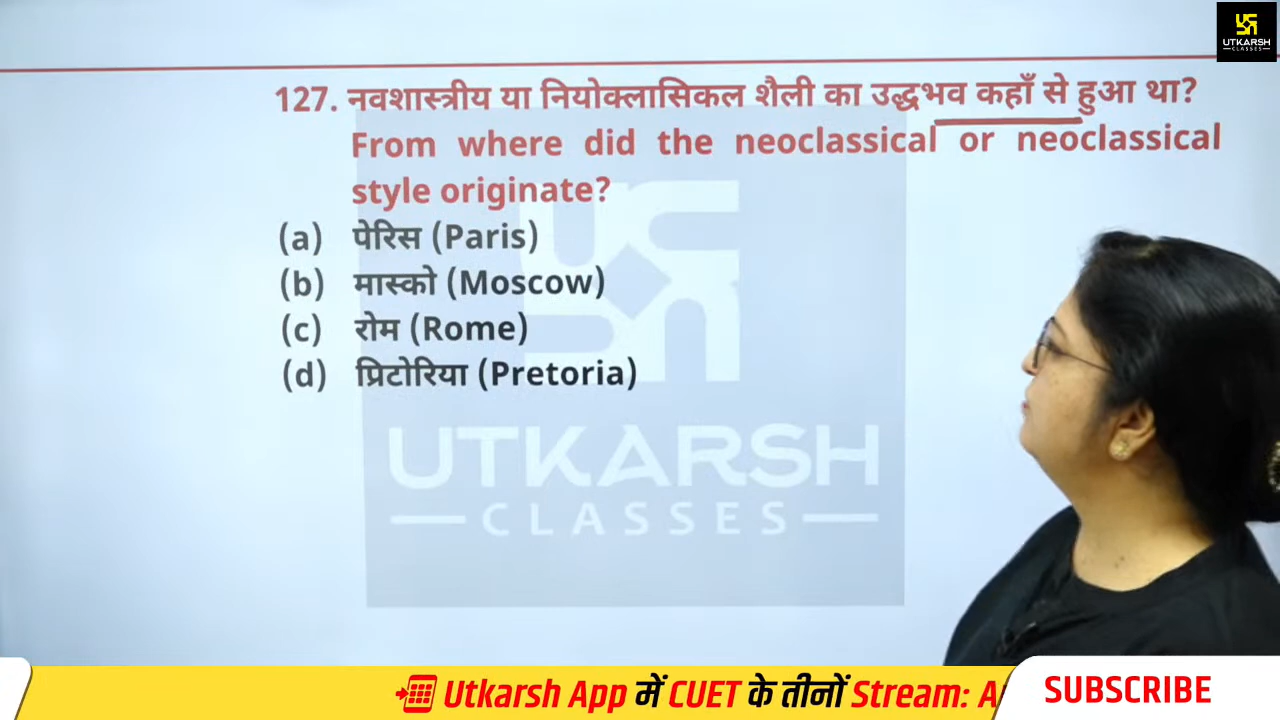 UTKARSH
CLASSES
127. नवशास्त्रीय या नियोक्लासिकल शैली का उद्धभव कहाँ से हुआ था?
From where did the neoclassical or neoclassical
style originate?
(a) पेरिस (Paris)
(b) मास्को (Moscow)
(c) रोम (Rome)
(d) प्रिटोरिया (Pretoria)
UTKARSH
CLASSES
Utkarsh App में CUET के तीनों Stream: A
SUBSCRIBE